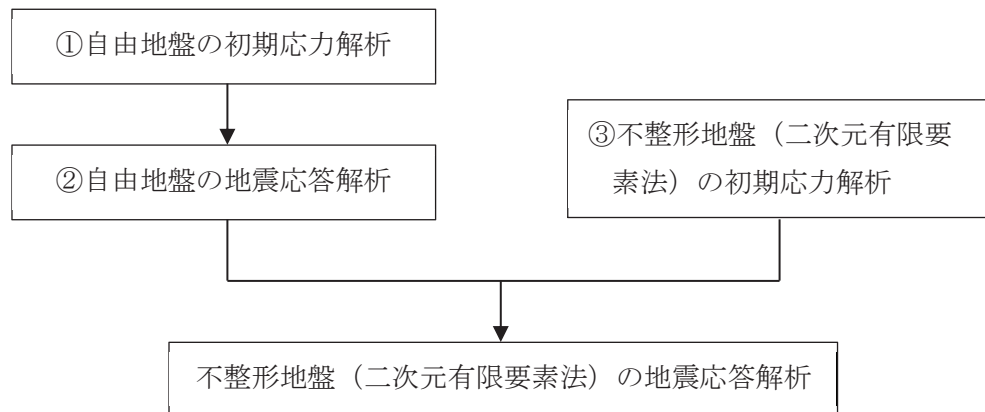 ①自由地盤の初期応力解析
②自由地盤の地震応答解析
③不整形地盤(二次元有限要
素法)の初期応力解析
不整形地盤(二次元有限要素法)の地震応答解析